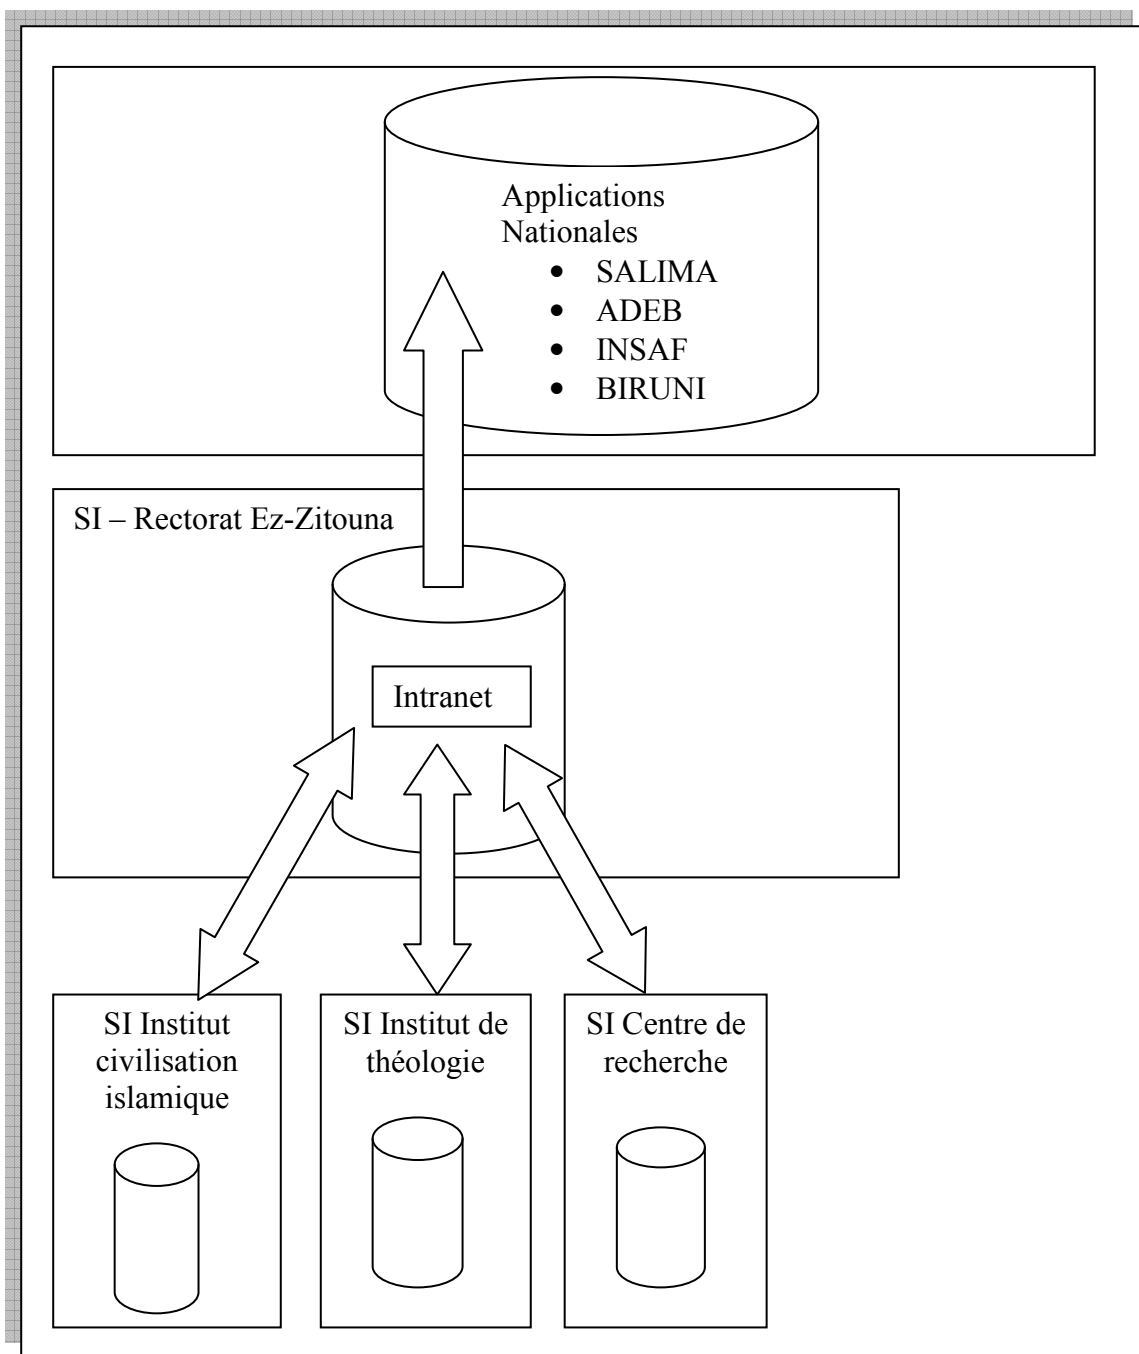 Applications
Nationales
• SALIMA
• ADEB
• INSAF
• BIRUNI
SI – Rectorat Ez-Zitouna
Intranet
SI Institut
civilisation
islamique
SI Institut de
théologie
SI Centre de
recherche